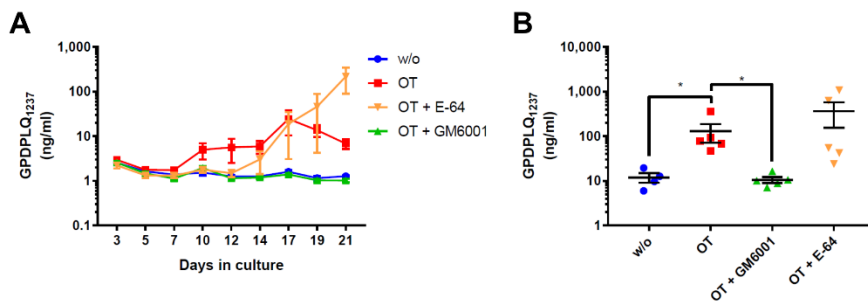 A
GPDPLQ1237
(ng/ml)
1,000
100
10
1
0.1
3 5 7 10 12 14 17 19 21
Days in culture
w/o
OT
OT + E-64
OT + GM6001
B
GPDPLQ1237
(ng/ml)
10,000
1,000
100
10
1
*
*
w/o
OT
OT + GM6001
OT + E-64